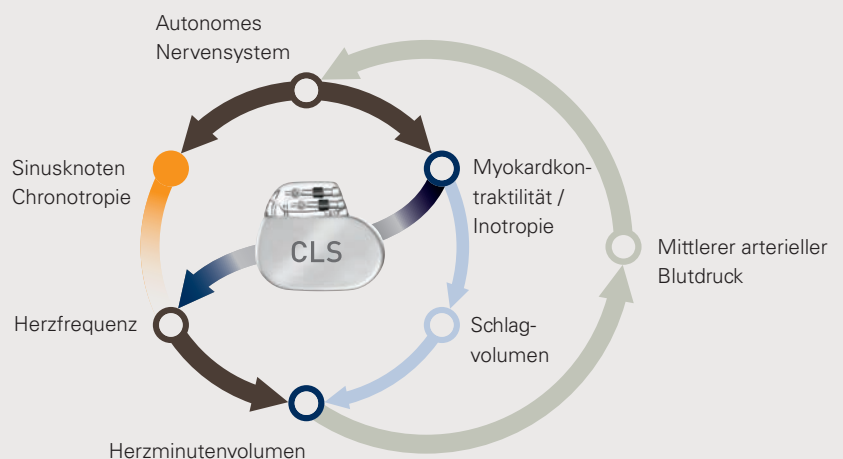 Autonomes
Nervensystem
Sinusknoten
Chronotropie
Myokardkon-
traktilität /
Inotropie
CLS
Mittlerer arterieller
Blutdruck
Herzfrequenz
Schlag-
volumen
Herzminutenvolumen